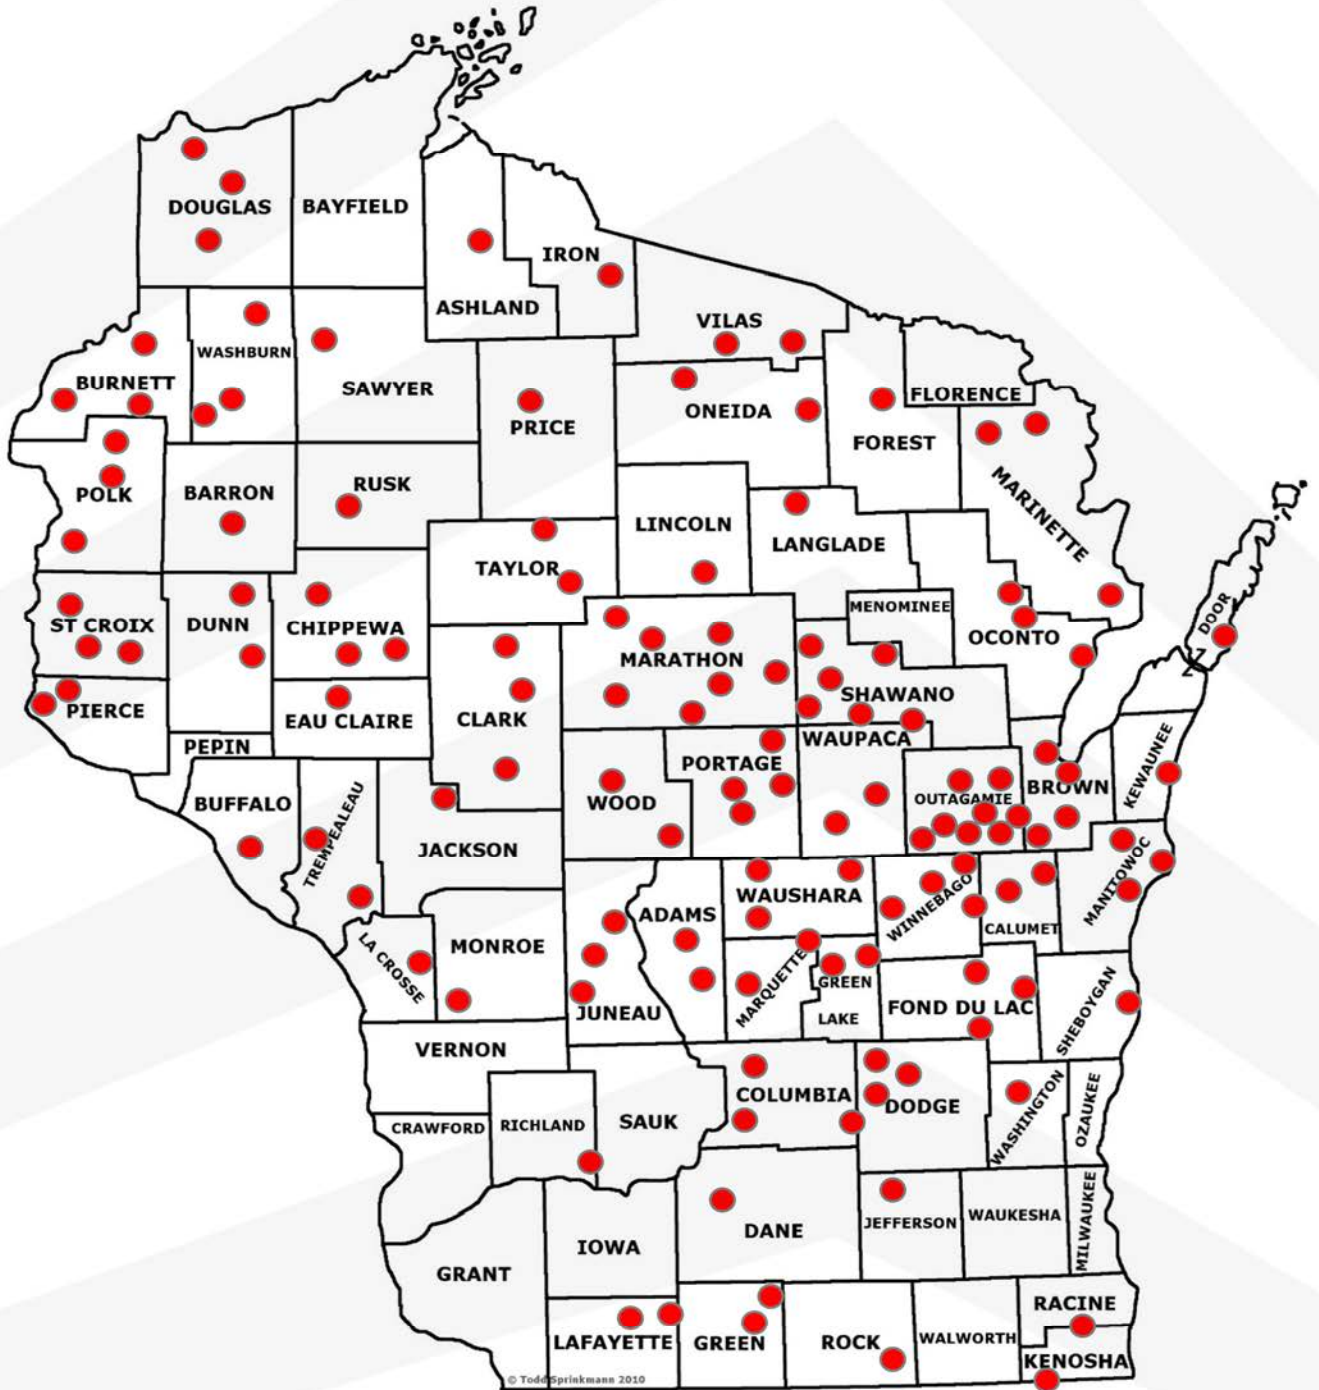 DOUGLAS
BAYFIELD
ASHLAND
IRON
VILAS
BURNETT
WASHBURN
SAWYER
PRICE
ONEIDA
FOREST
FLORENCE
MARINETTE
POLK
BARRON
RUSK
LINCOLN
LANGLADE
TAYLOR
MENOMINEE
OCONTO
DOOR
ST CROIX
DUNN
CHIPPEWA
MARATHON
SHAWANO
PIERCE
EAU CLAIRE
CLARK
PEPIN
WAUPACA
PORTAGE
WOOD
BUFFALO
TREMPEALEAU
JACKSON
OUTAGAMIE
BROWN
KEWAUNEE
WAUSHARA
WINNEBAGO
CALUMET
MANITOWOC
ADAMS
MONROE
LA CROSSE
JUNEAU
MARQUETTE
GREEN
LAKE
FOND DU LAC
SHEBOYGAN
VERNON
RICHLAND
SAUK
COLUMBIA
DODGE
WASHINGTON
OZAUKEE
CRAWFORD
DANE
JEFFERSON
WAUKESHA
MILWAUKEE
GRANT
IOWA
LAFAYETTE
GREEN
ROCK
WALWORTH
RACINE
KENOSHA
© Todd Sprinkmann 2010